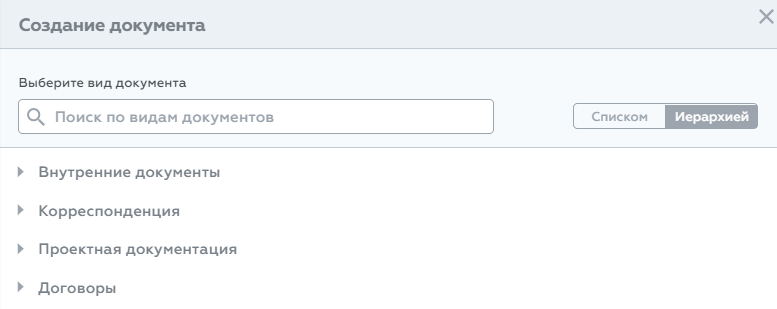 Создание документа
Выберите вид документа
Поиск по видам документов
Списком Иерархией
Внутренние документы
Корреспонденция
Проектная документация
Договоры